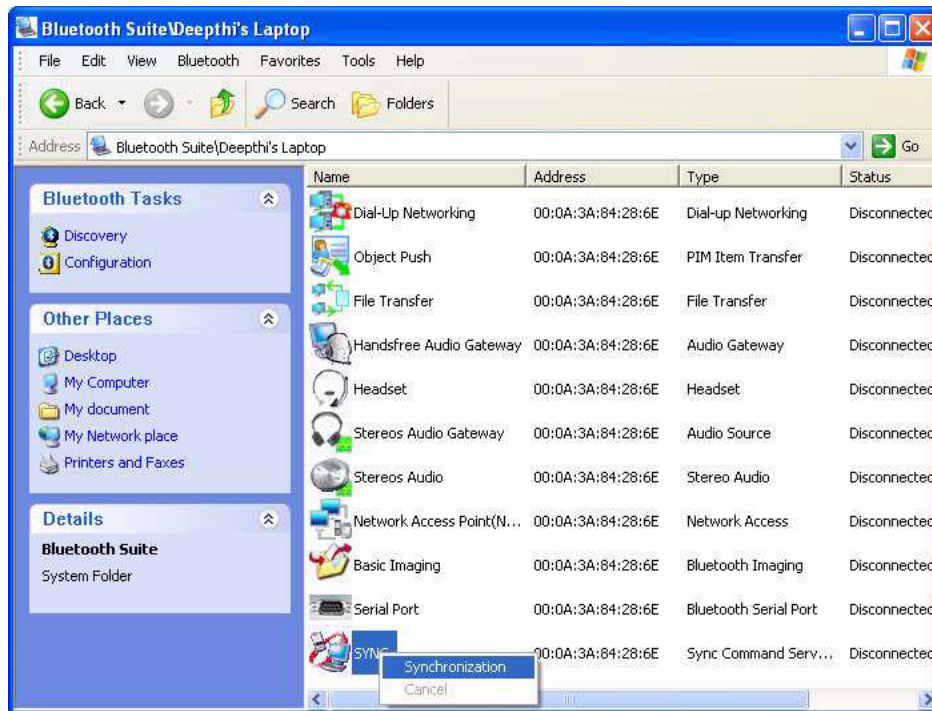 Bluetooth Suite\Deepthi's Laptop
File Edit View Bluetooth Favorites Tools Help
Back Search Folders
Address Bluetooth Suite\Deepthi's Laptop Go
Bluetooth Tasks
Discovery
Configuration
Other Places
Desktop
My Computer
My document
My Network place
Printers and Faxes
Details
Bluetooth Suite
System Folder
Name Address Type Status
Dial-Up Networking 00:0A:3A:84:28:6E Dial-up Networking Disconnected
Object Push 00:0A:3A:84:28:6E PIM Item Transfer Disconnected
File Transfer 00:0A:3A:84:28:6E File Transfer Disconnected
Handsfree Audio Gateway 00:0A:3A:84:28:6E Audio Gateway Disconnected
Headset 00:0A:3A:84:28:6E Headset Disconnected
Stereos Audio Gateway 00:0A:3A:84:28:6E Audio Source Disconnected
Stereos Audio 00:0A:3A:84:28:6E Stereo Audio Disconnected
Network Access Point(N... 00:0A:3A:84:28:6E Network Access Disconnected
Basic Imaging 00:0A:3A:84:28:6E Bluetooth Imaging Disconnected
Serial Port 00:0A:3A:84:28:6E Bluetooth Serial Port Disconnected
SYNC 00:0A:3A:84:28:6E Sync Command Serv... Disconnected
Synchronization
Cancel